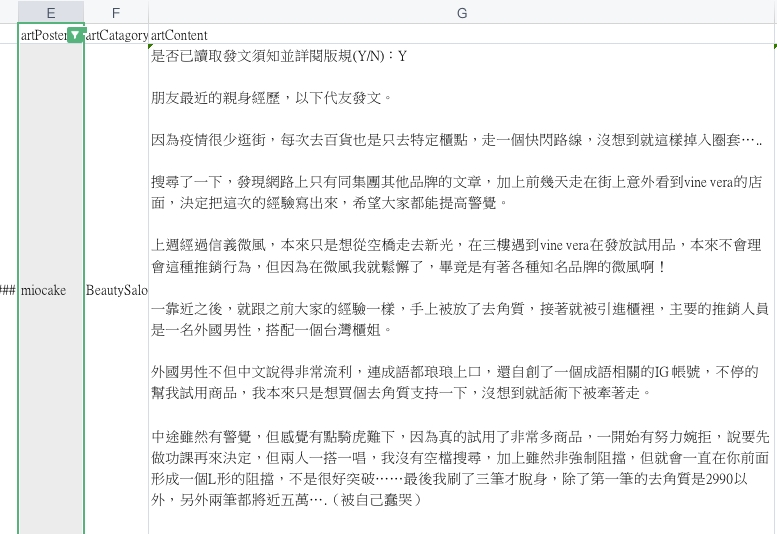 E F G
artPoster artCatagory artContent
是否已讀取發文須知並詳閱版規(Y/N)：Y
朋友最近的親身經歷，以下代友發文。
因為疫情很少逛街，每次去百貨也是只去特定櫃點，走一個快閃路線，沒想到就這樣掉入圈套…..
搜尋了一下，發現網路上只有同集團其他品牌的文章，加上前幾天走在街上意外看到vine vera的店
面，決定把這次的經驗寫出來，希望大家都能提高警覺。
上週經過信義微風，本來只是想從空橋走去新光，在三樓遇到vine vera在發放試用品，本來不會理
會這種推銷行為，但因為在微風我就鬆懈了，畢竟是有著各種知名品牌的微風啊！
### miocake BeautySalo
一靠近之後，就跟之前大家的經驗一樣，手上被放了去角質，接著就被引進櫃裡，主要的推銷人員
是一名外國男性，搭配一個台灣櫃姐。
外國男性不但中文說得非常流利，連成語都琅琅上口，還自創了一個成語相關的IG 帳號，不停的
幫我試用商品，我本來只是想買個去角質支持一下，沒想到就話術下被牽著走。
中途雖然有警覺，但感覺有點騎虎難下，因為真的試用了非常多商品，一開始有努力婉拒，說要先
做功課再來決定，但兩人一搭一唱，我沒有空檔搜尋，加上雖然非強制阻擋，但就會一直在你前面
形成一個L形的阻擋，不是很好突破……最後我刷了三筆才脫身，除了第一筆的去角質是2990以
外，另外兩筆都將近五萬….（被自己蠢哭）